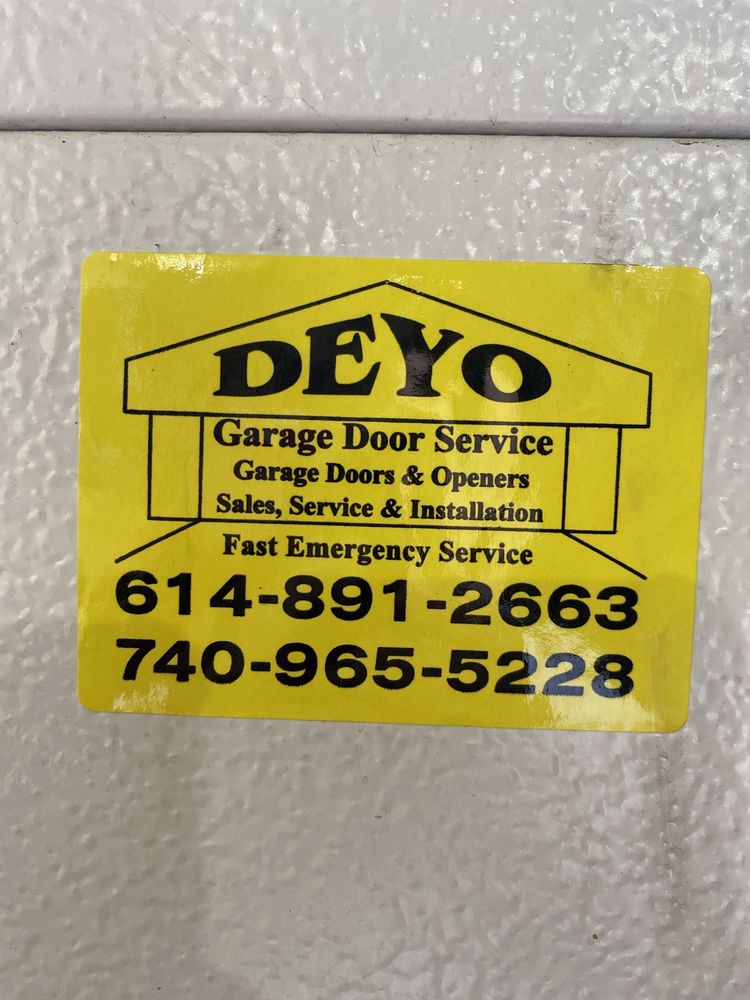 DEYO
Garage Door Service
Garage Doors & Openers
Sales, Service & Installation
Fast Emergency Service
614-891-2663
740-965-5228